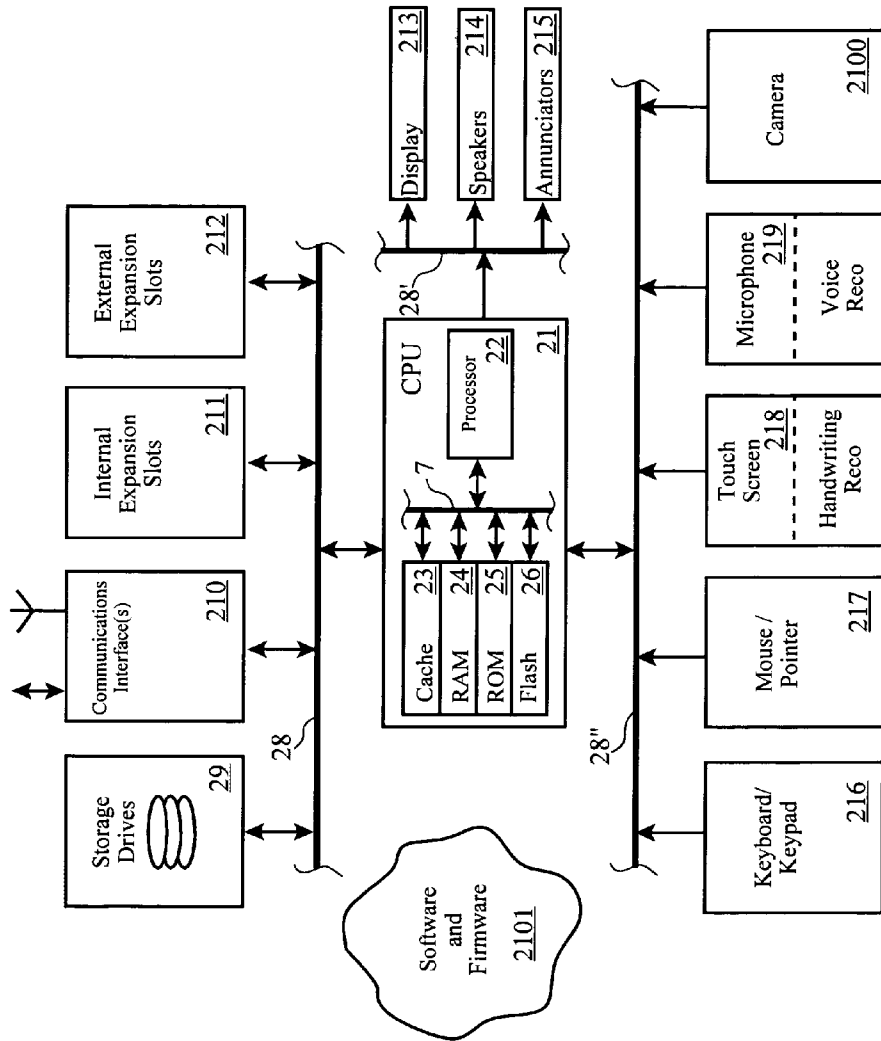 Storage
Drives
29
Communications
Interface(s)
210
Internal
Expansion
Slots
211
External
Expansion
Slots
212
28
Software
and
Firmware
2101
CPU
21
Cache 23
RAM 24
ROM 25
Flash 26
7
Processor
22
28'
Display 213
Speakers 214
Annunciators 215
28"
Keyboard/
Keypad
216
Mouse /
Pointer
217
Touch
Screen
218
Handwriting
Reco
Microphone
219
Voice
Reco
Camera
2100